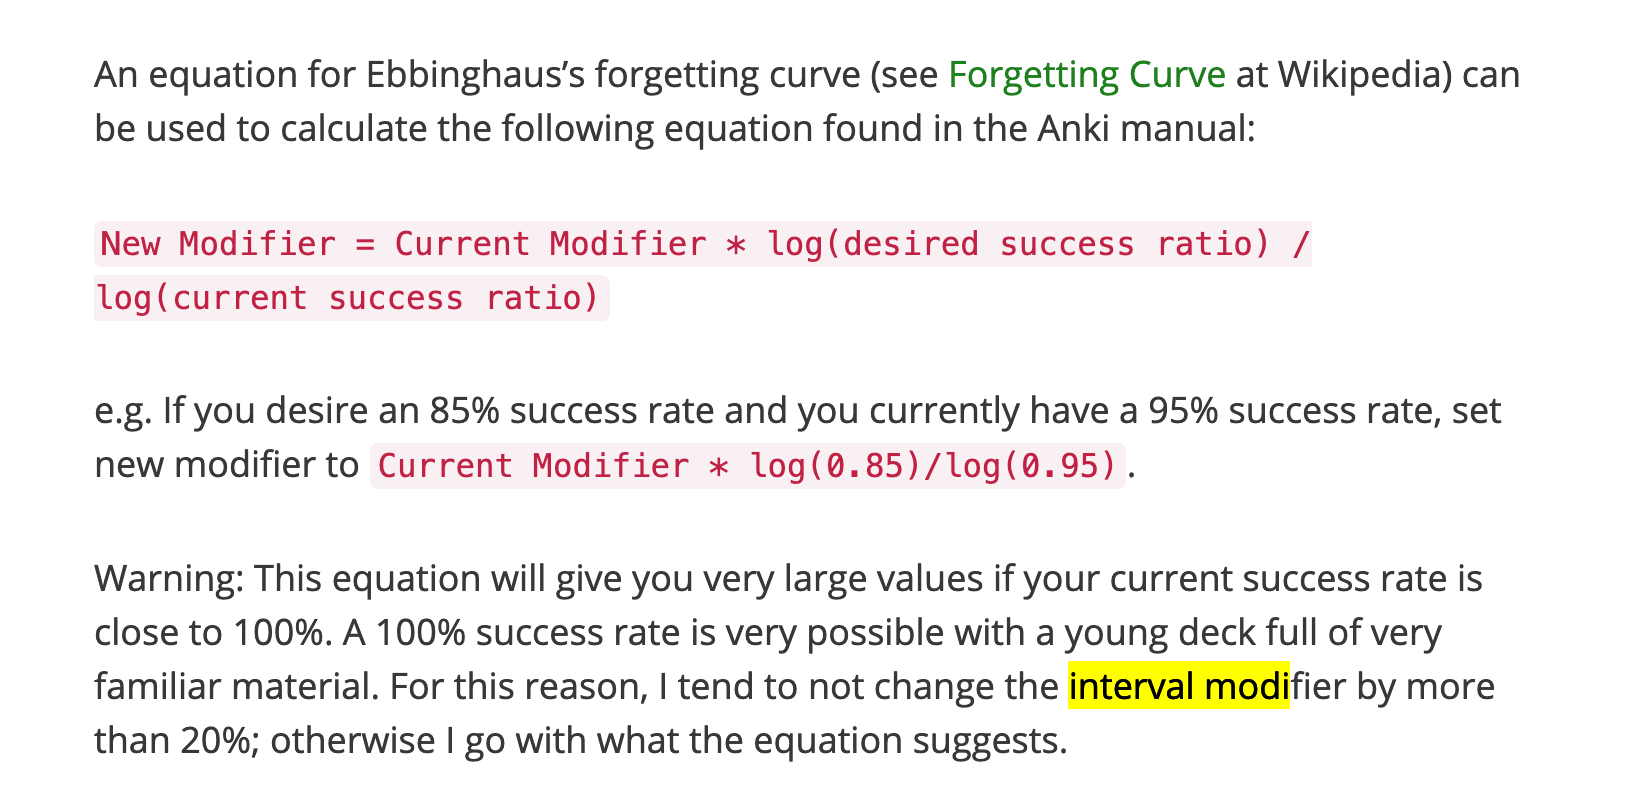 An equation for Ebbinghaus’s forgetting curve (see Forgetting Curve at Wikipedia) can
be used to calculate the following equation found in the Anki manual:
New Modifier = Current Modifier * log(desired success ratio) /
log(current success ratio)
e.g. If you desire an 85% success rate and you currently have a 95% success rate, set
new modifier to Current Modifier * log(0.85)/log(0.95).
Warning: This equation will give you very large values if your current success rate is
close to 100%. A 100% success rate is very possible with a young deck full of very
familiar material. For this reason, I tend to not change the interval modifier by more
than 20%; otherwise I go with what the equation suggests.